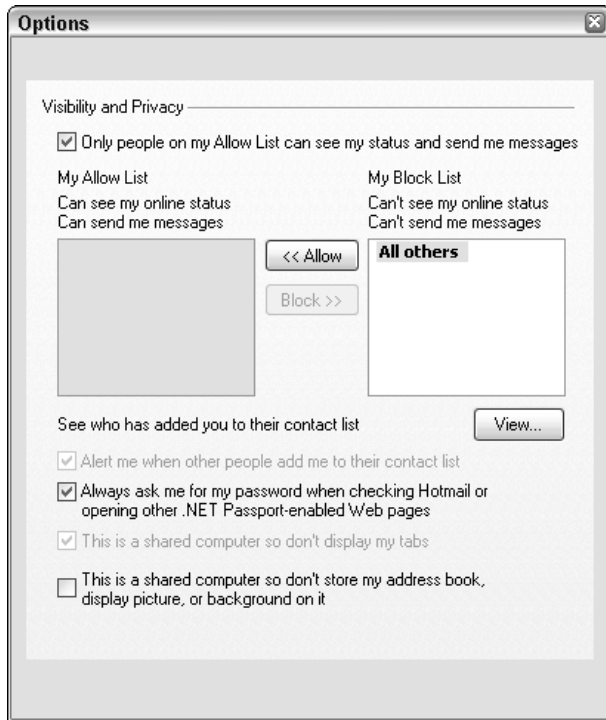 Options
Visibility and Privacy
Only people on my Allow List can see my status and send me messages
My Allow List
Can see my online status
Can send me messages
<< Allow
Block >>
My Block List
Can't see my online status
Can't send me messages
All others
See who has added you to their contact list
View...
Alert me when other people add me to their contact list
Always ask me for my password when checking Hotmail or
opening other .NET Passport-enabled Web pages
This is a shared computer so don't display my tabs
This is a shared computer so don't store my address book,
display picture, or background on it